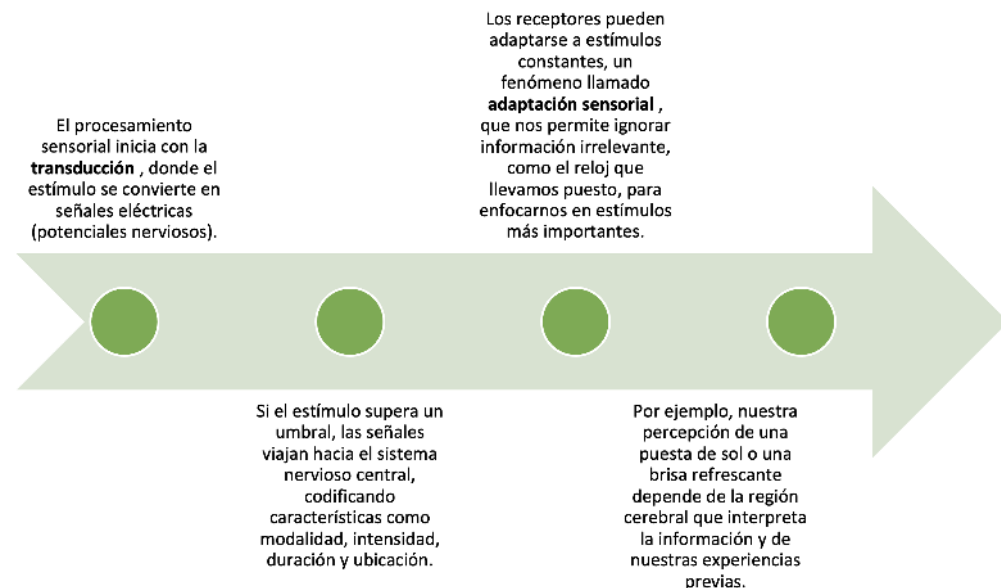 El procesamiento
sensorial inicia con la
transducción , donde el
estímulo se convierte en
señales eléctricas
(potenciales nerviosos).
Si el estímulo supera un
umbral, las señales
viajan hacia el sistema
nervioso central,
codificando
características como
modalidad, intensidad,
duración y ubicación.
Los receptores pueden
adaptarse a estímulos
constantes, un
fenómeno llamado
adaptación sensorial ,
que nos permite ignorar
información irrelevante,
como el reloj que
llevamos puesto, para
enfocarnos en estímulos
más importantes.
Por ejemplo, nuestra
percepción de una
puesta de sol o una
brisa refrescante
depende de la región
cerebral que interpreta
la información y de
nuestras experiencias
previas.